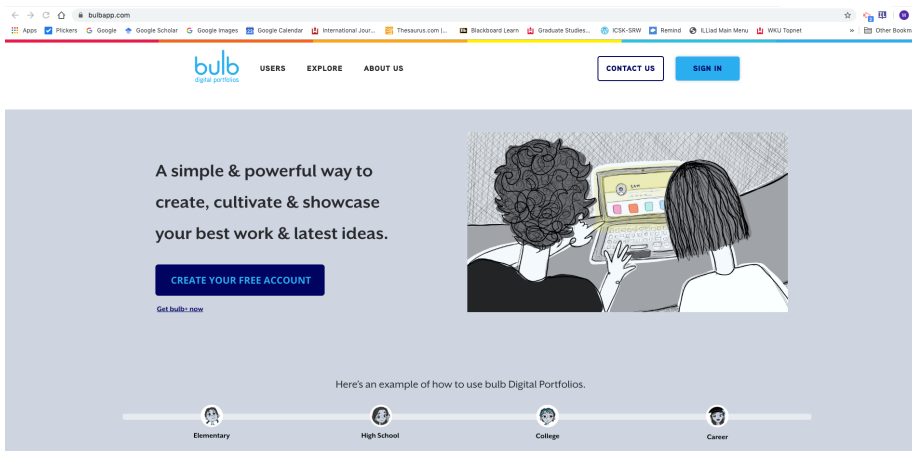 bulbapp.com
Apps Plickers Google Google Scholar Google Images Google Calendar International Jour... Thesaurus.com |... Blackboard Learn Graduate Studies... ICSK-SRW Remind ILLiad Main Menu WKU Topnet » Other Bookm
bulb
digital portfolios
USERS EXPLORE ABOUT US CONTACT US SIGN IN
A simple & powerful way to
create, cultivate & showcase
your best work & latest ideas.
CREATE YOUR FREE ACCOUNT
Get bulb+ now
SAM
Here's an example of how to use bulb Digital Portfolios.
Elementary High School College Career